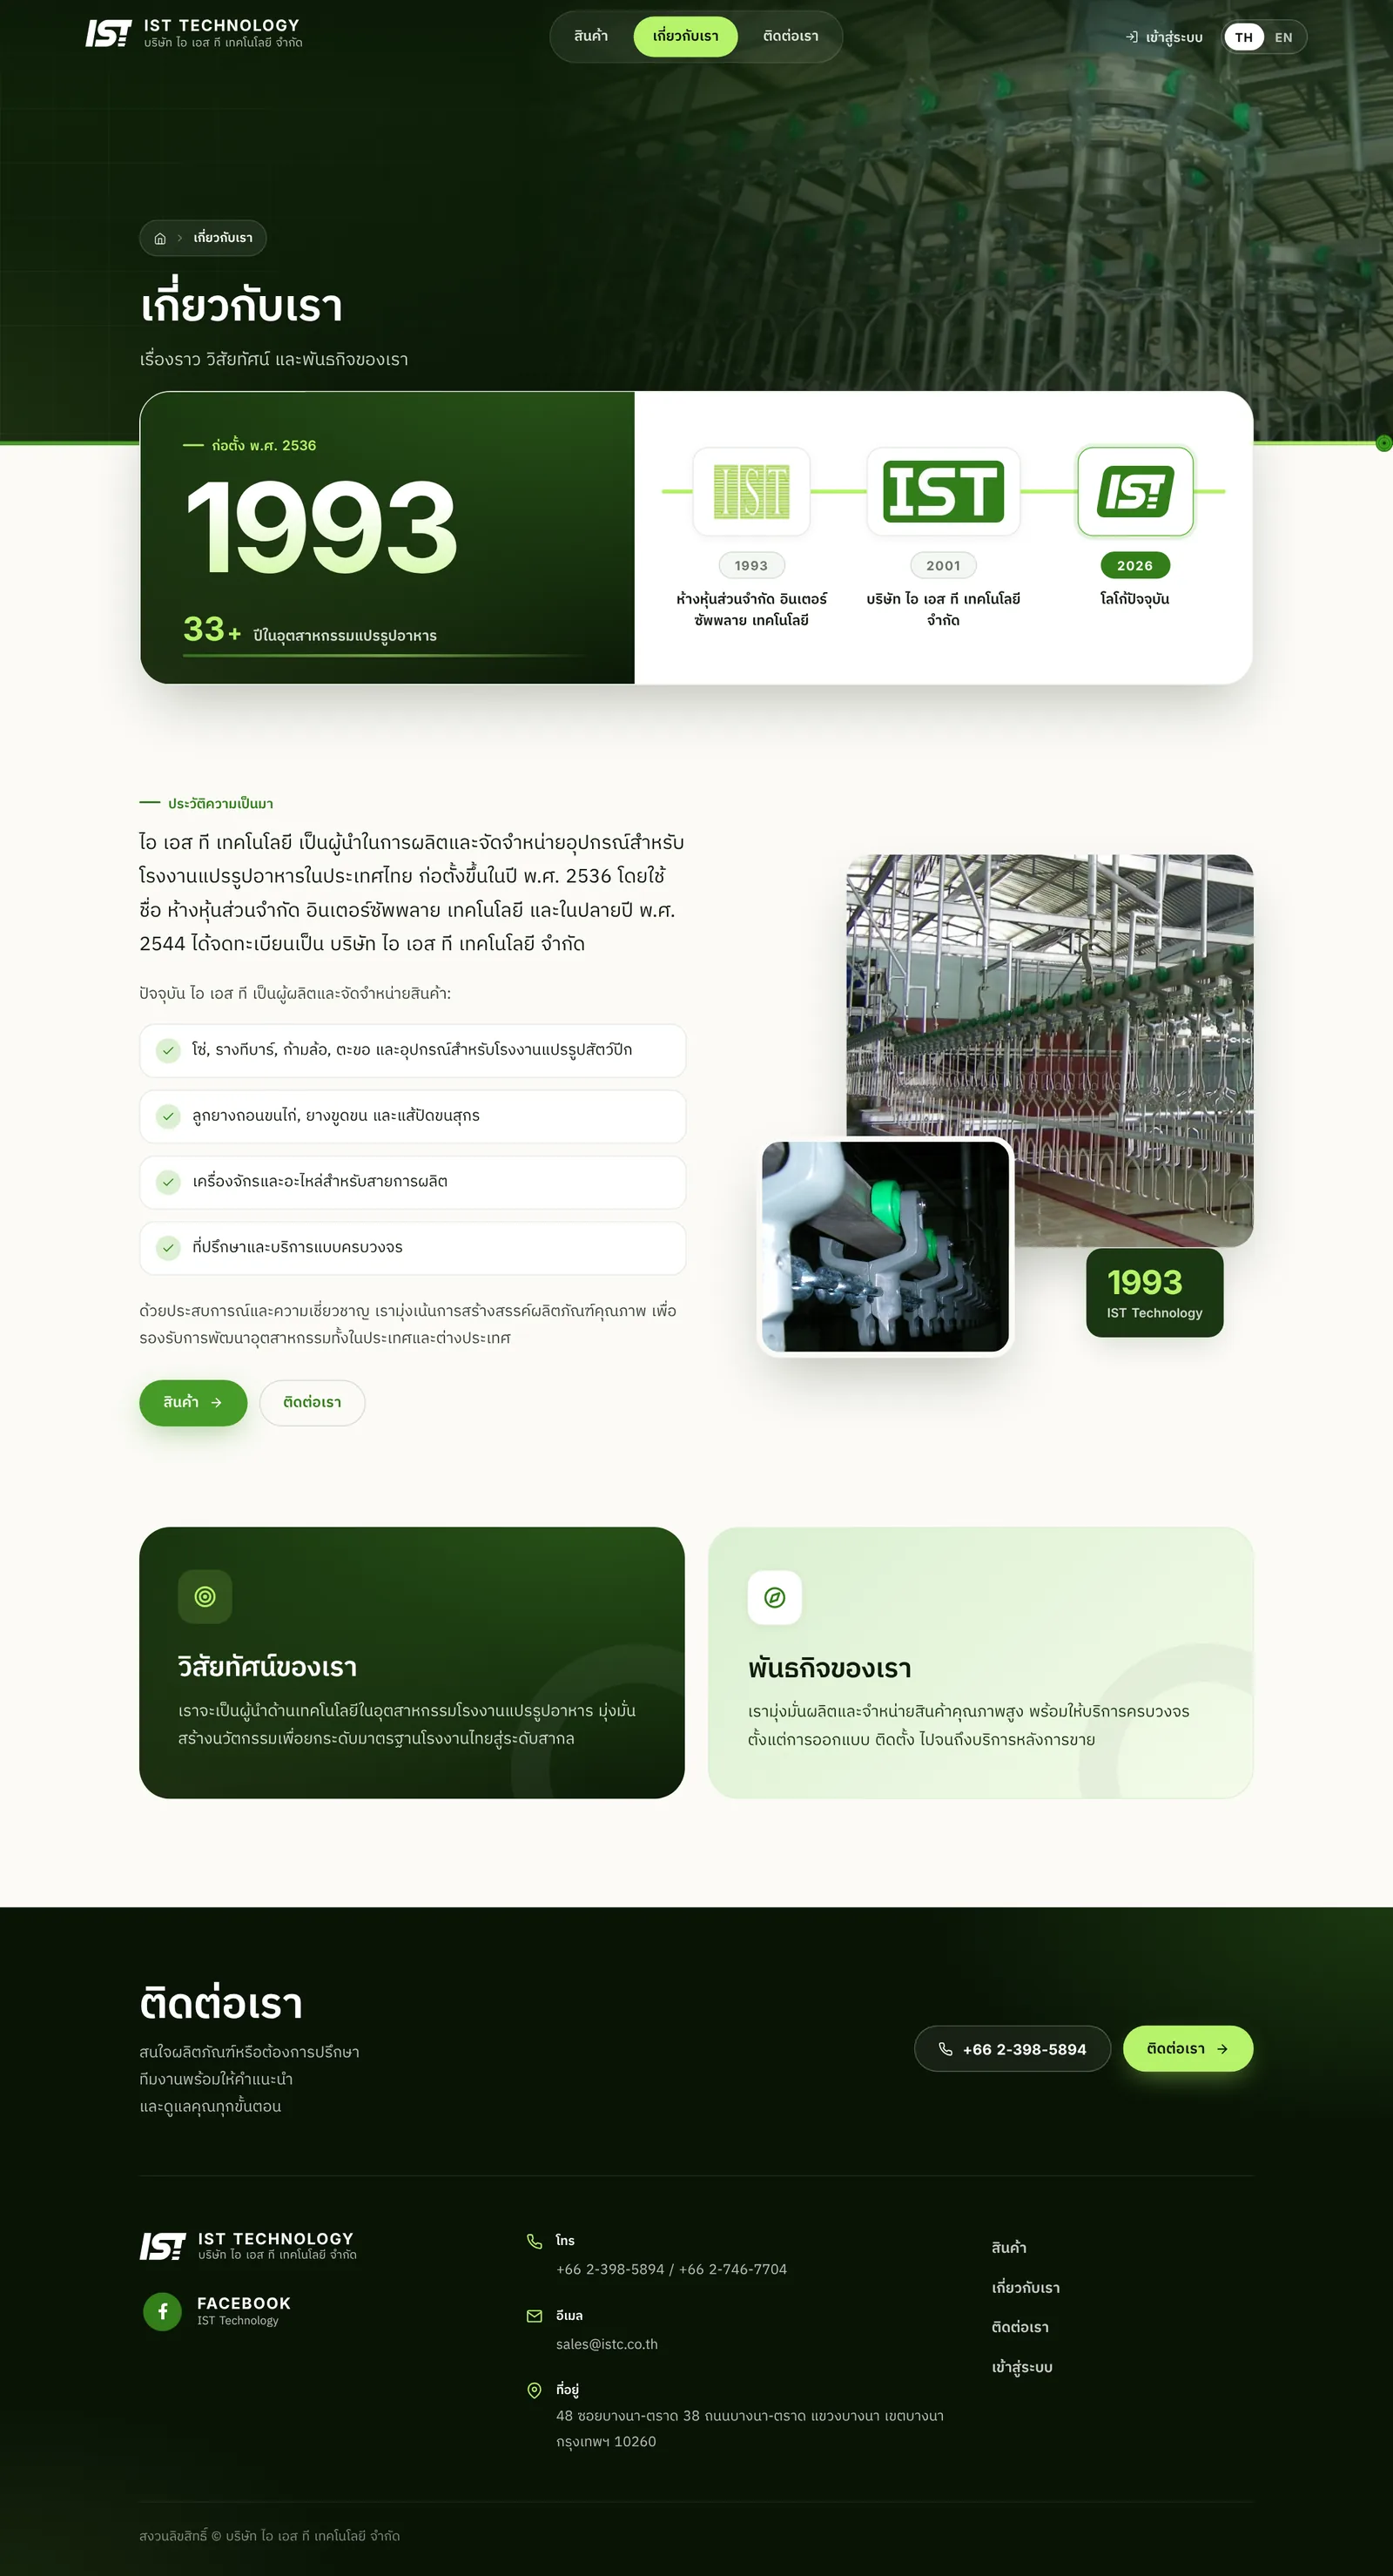 IST IST TECHNOLOGY
บริษัท ไอ เอส ที เทคโนโลยี จำกัด
สินค้า
เกี่ยวกับเรา
ติดต่อเรา
เข้าสู่ระบบ
TH EN
เกี่ยวกับเรา
เกี่ยวกับเรา
เรื่องราว วิสัยทัศน์ และพันธกิจของเรา
ก่อตั้ง พ.ศ. 2536
1993
33+ ปีในอุตสาหกรรมแปรรูปอาหาร
IST
1993
ห้างหุ้นส่วนจำกัด อินเตอร์
ซัพพลาย เทคโนโลยี
IST
2001
บริษัท ไอ เอส ที เทคโนโลยี
จำกัด
IST
2026
โลโก้ปัจจุบัน
ประวัติความเป็นมา
ไอ เอส ที เทคโนโลยี เป็นผู้นำในการผลิตและจัดจำหน่ายอุปกรณ์สำหรับ
โรงงานแปรรูปอาหารในประเทศไทย ก่อตั้งขึ้นในปี พ.ศ. 2536 โดยใช้
ชื่อ ห้างหุ้นส่วนจำกัด อินเตอร์ซัพพลาย เทคโนโลยี และในปลายปี พ.ศ.
2544 ได้จดทะเบียนเป็น บริษัท ไอ เอส ที เทคโนโลยี จำกัด
ปัจจุบัน ไอ เอส ที เป็นผู้ผลิตและจัดจำหน่ายสินค้า:
โซ่, รางทีบาร์, ก้ามล้อ, ตะขอ และอุปกรณ์สำหรับโรงงานแปรรูปสัตว์ปีก
ลูกยางถอนขนไก่, ยางขูดขน และแส้ปัดขนสุกร
เครื่องจักรและอะไหล่สำหรับสายการผลิต
ที่ปรึกษาและบริการแบบครบวงจร
ด้วยประสบการณ์และความเชี่ยวชาญ เรามุ่งเน้นการสร้างสรรค์ผลิตภัณฑ์คุณภาพ เพื่อ
รองรับการพัฒนาอุตสาหกรรมทั้งในประเทศและต่างประเทศ
สินค้า
ติดต่อเรา
1993
IST Technology
วิสัยทัศน์ของเรา
เราจะเป็นผู้นำด้านเทคโนโลยีในอุตสาหกรรมโรงงานแปรรูปอาหาร มุ่งมั่น
สร้างนวัตกรรมเพื่อยกระดับมาตรฐานโรงงานไทยสู่ระดับสากล
พันธกิจของเรา
เรามุ่งมั่นผลิตและจำหน่ายสินค้าคุณภาพสูง พร้อมให้บริการครบวงจร
ตั้งแต่การออกแบบ ติดตั้ง ไปจนถึงบริการหลังการขาย
ติดต่อเรา
สนใจผลิตภัณฑ์หรือต้องการปรึกษา
ทีมงานพร้อมให้คำแนะนำ
และดูแลคุณทุกขั้นตอน
+66 2-398-5894
ติดต่อเรา
IST IST TECHNOLOGY
บริษัท ไอ เอส ที เทคโนโลยี จำกัด
FACEBOOK
IST Technology
โทร
+66 2-398-5894 / +66 2-746-7704
อีเมล
sales@istc.co.th
ที่อยู่
48 ซอยบางนา-ตราด 38 ถนนบางนา-ตราด แขวงบางนา เขตบางนา
กรุงเทพฯ 10260
สินค้า
เกี่ยวกับเรา
ติดต่อเรา
เข้าสู่ระบบ
สงวนลิขสิทธิ์ © บริษัท ไอ เอส ที เทคโนโลยี จำกัด